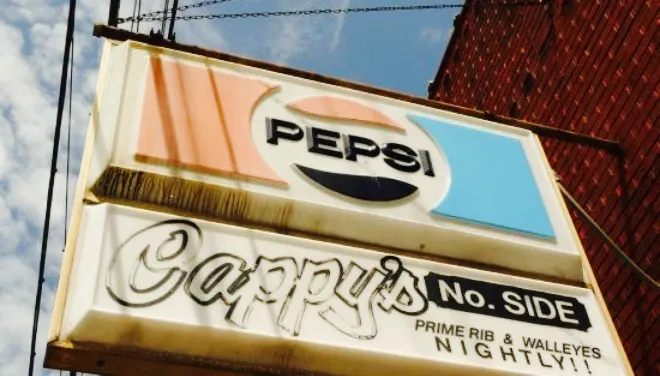 PEPSI
Cappy's No. SIDE
PRIME RIB & WALLEYES
NIGHTLY!!